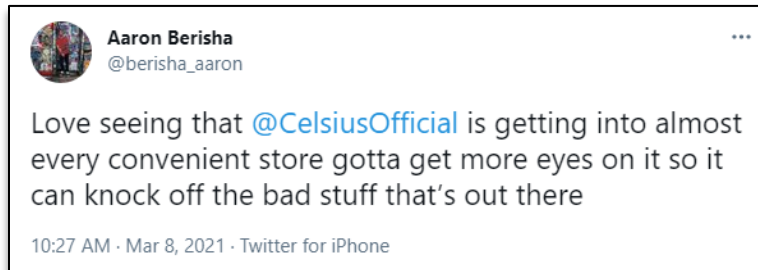 Aaron Berisha
@berisha_aaron
Love seeing that @CelsiusOfficial is getting into almost
every convenient store gotta get more eyes on it so it
can knock off the bad stuff that's out there
10:27 AM · Mar 8, 2021 · Twitter for iPhone